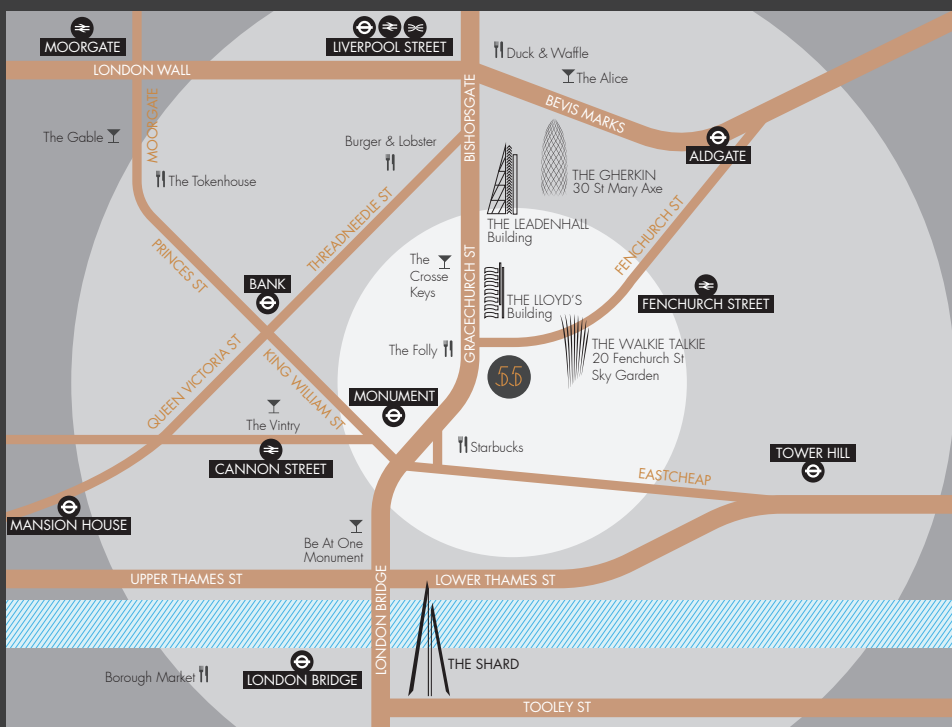 MOORGATE
LIVERPOOL STREET
Duck & Waffle
LONDON WALL
The Alice
MOORGATE
BISHOPSGATE
BEVIS MARKS
The Gable
Burger & Lobster
ALDGATE
The Tokenhouse
THE GHERKIN
30 St Mary Axe
THREADNEEDLE ST
THE LEADENHALL
Building
FENCHURCH ST
PRINCES ST
The
Crosse
Keys
GRACECHURCH ST
BANK
THE LLOYD'S
Building
FENCHURCH STREET
The Folly
THE WALKIE TALKIE
20 Fenchurch St
Sky Garden
55
QUEEN VICTORIA ST
KING WILLIAM ST
MONUMENT
The Vintry
Starbucks
CANNON STREET
TOWER HILL
EASTCHEAP
MANSION HOUSE
Be At One
Monument
UPPER THAMES ST
LOWER THAMES ST
LONDON BRIDGE
THE SHARD
Borough Market
LONDON BRIDGE
TOOLEY ST